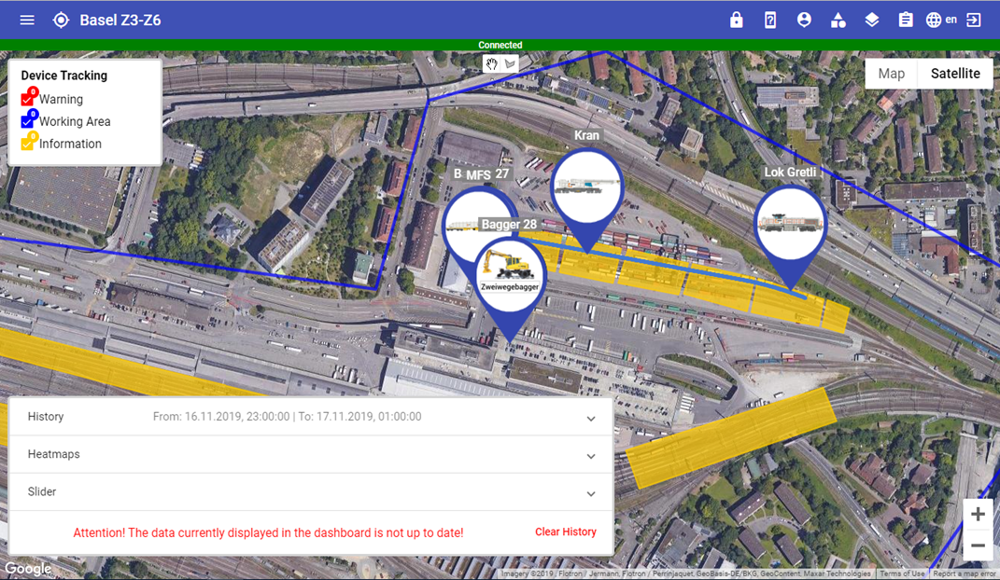 Basel Z3-Z6
en
Connected
Device Tracking
0
Warning
0
Working Area
0
Information
Map
Satellite
Kran
B MFS 27
Lok Gretli
Bagger 28
Zweiwegebagger
History
From: 16.11.2019, 23:00:00 | To: 17.11.2019, 01:00:00
Heatmaps
Slider
Attention! The data currently displayed in the dashboard is not up to date!
Clear History
Google
Imagery ©2019 , Flotron / Jermann, Flotron / Perrinjaquet, GeoBasis-DE/BKG, GeoContent, Maxar Technologies
Terms of Use
Report a map error